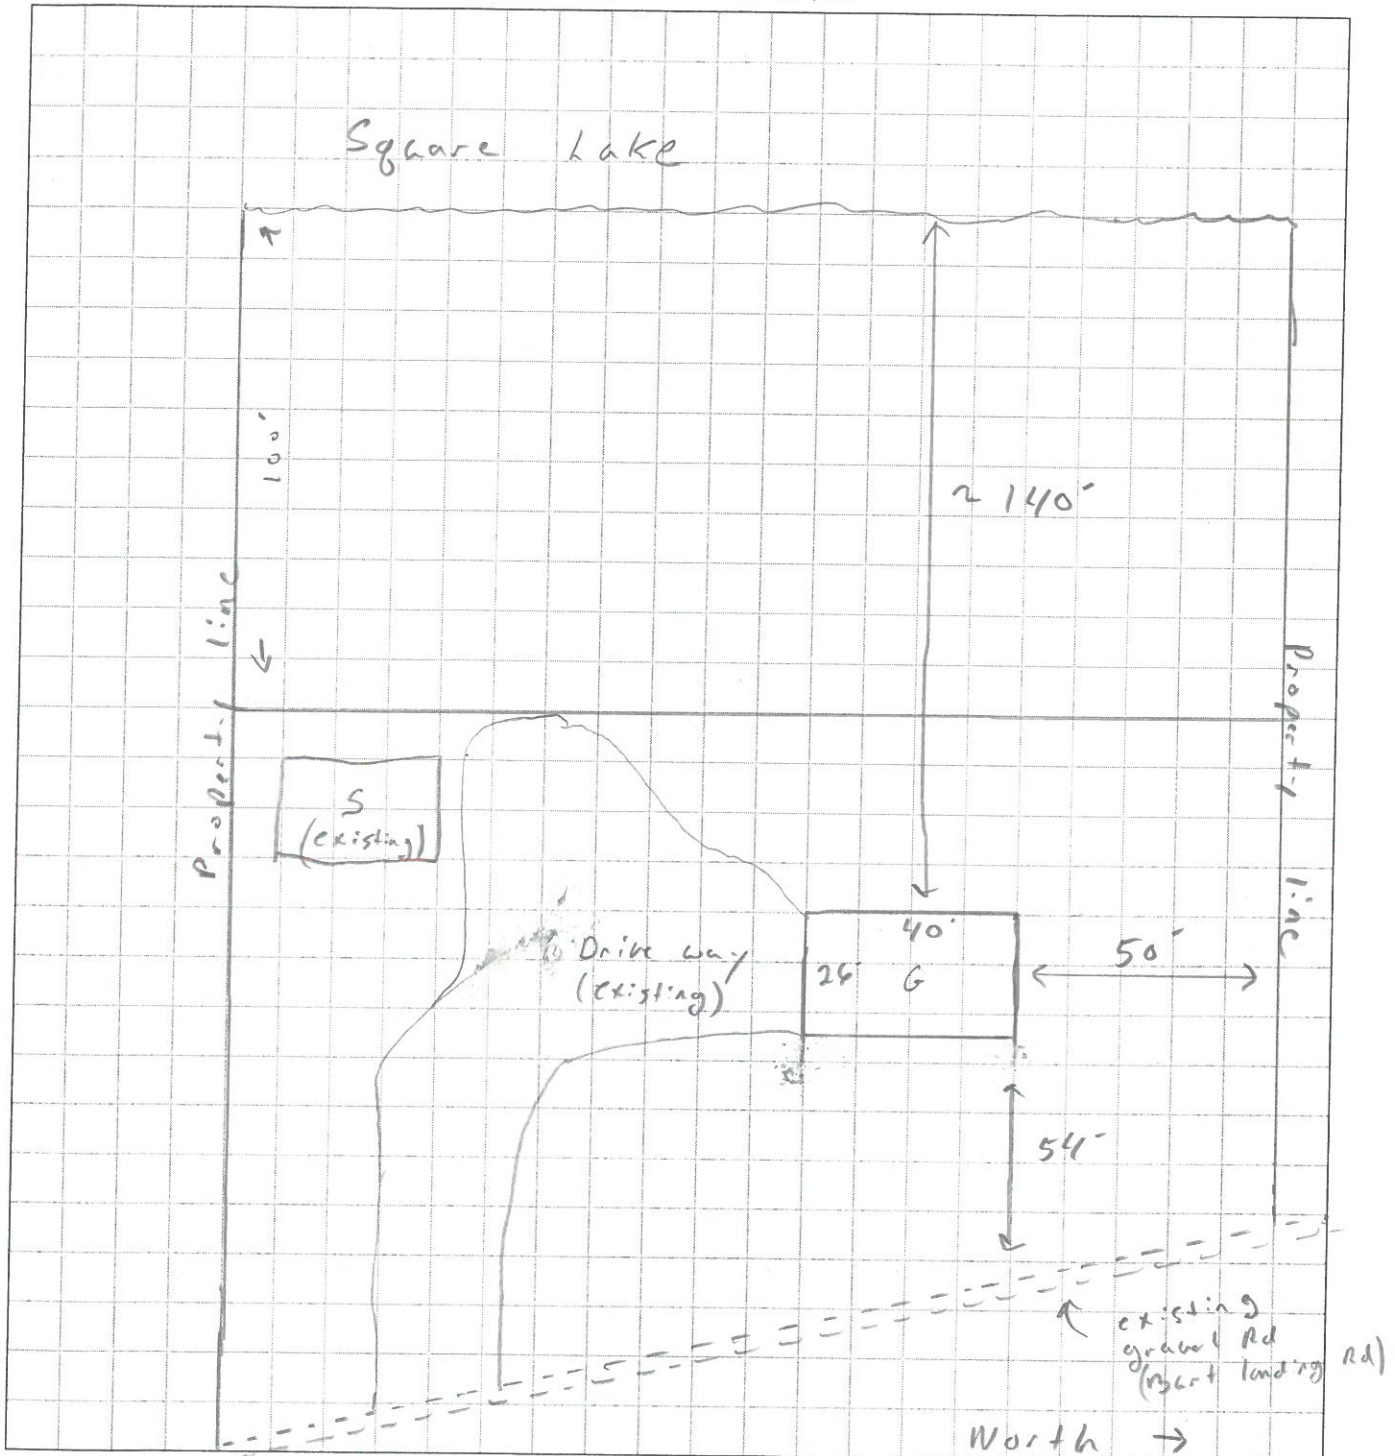 Square Lake
100'
~ 140'
Property line
Property line
S
(existing)
40'
26'
G
50'
Drive way
(existing)
54'
existing
gravel Rd
landing Rd)
North →